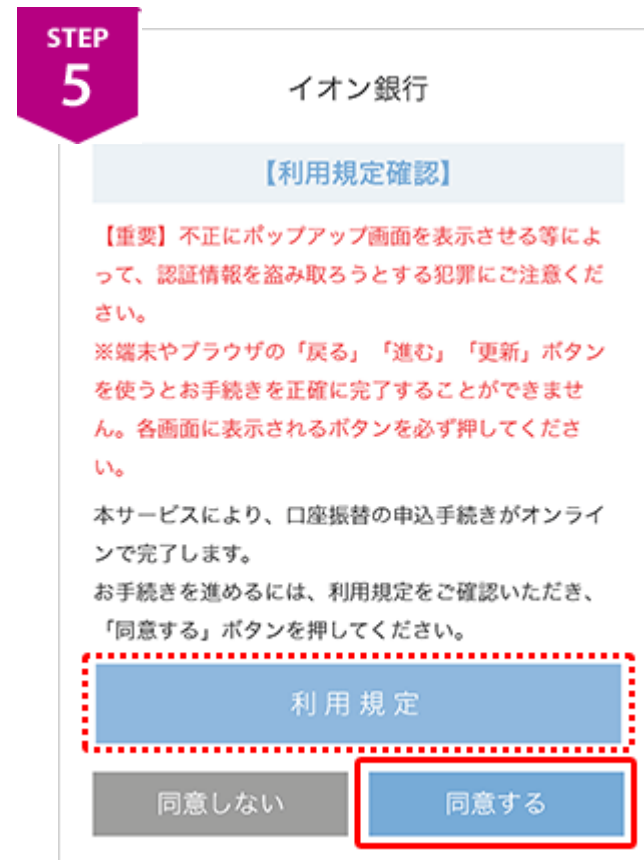 STEP
5
イオン銀行
【利用規定確認】
【重要】不正にポップアップ画面を表示させる等によ
って、認証情報を盗み取ろうとする犯罪にご注意くだ
さい。
※端末やブラウザの「戻る」「進む」「更新」ボタン
を使うとお手続きを正確に完了することができませ
ん。各画面に表示されるボタンを必ず押してくださ
い。
本サービスにより、口座振替の申込手続きがオンライ
ンで完了します。
お手続きを進めるには、利用規定をご確認いただき、
「同意する」ボタンを押してください。
利用規定
同意しない
同意する